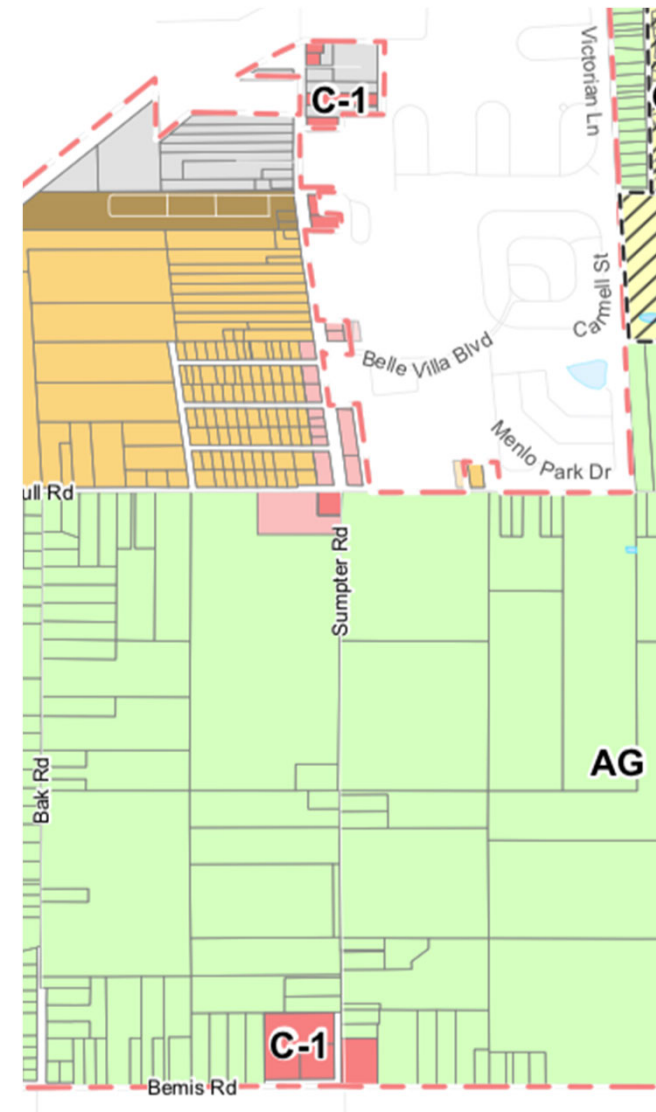 Victorian Ln
C-1
Carmell St
Belle Villa Blvd
Menlo Park Dr
ull Rd
Sumpter Rd
AG
Bak Rd
C-1
Bemis Rd